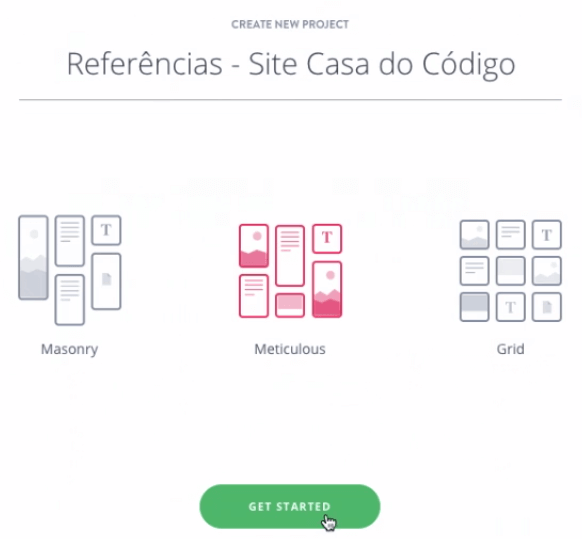 CREATE NEW PROJECT
Referências - Site Casa do Código
T
T
T
T
Masonry
Meticulous
Grid
GET STARTED